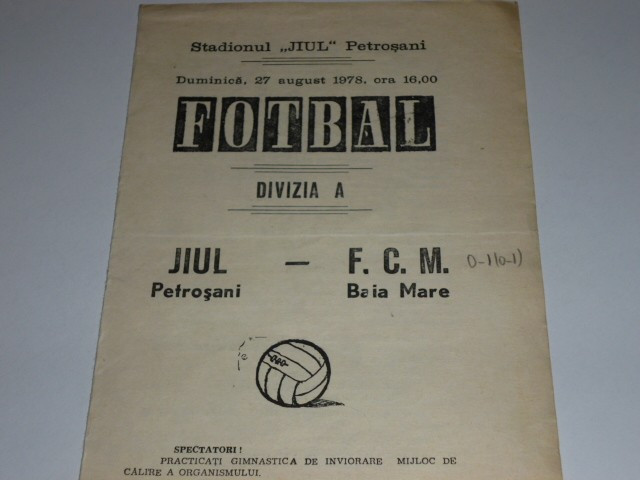 Stadionul „JIUL" Petroşani
Duminică, 27 august 1978, ora 16,00
FOTBAL
DIVIZIA A
JIUL — F. C. M. 0-1(0-1)
Petroşani Baia Mare
SPECTATORI !
PRACTICAȚI GIMNASTICA DE INVIORARE MIJLOC DE
CĂLIRE A ORGANISMULUI.